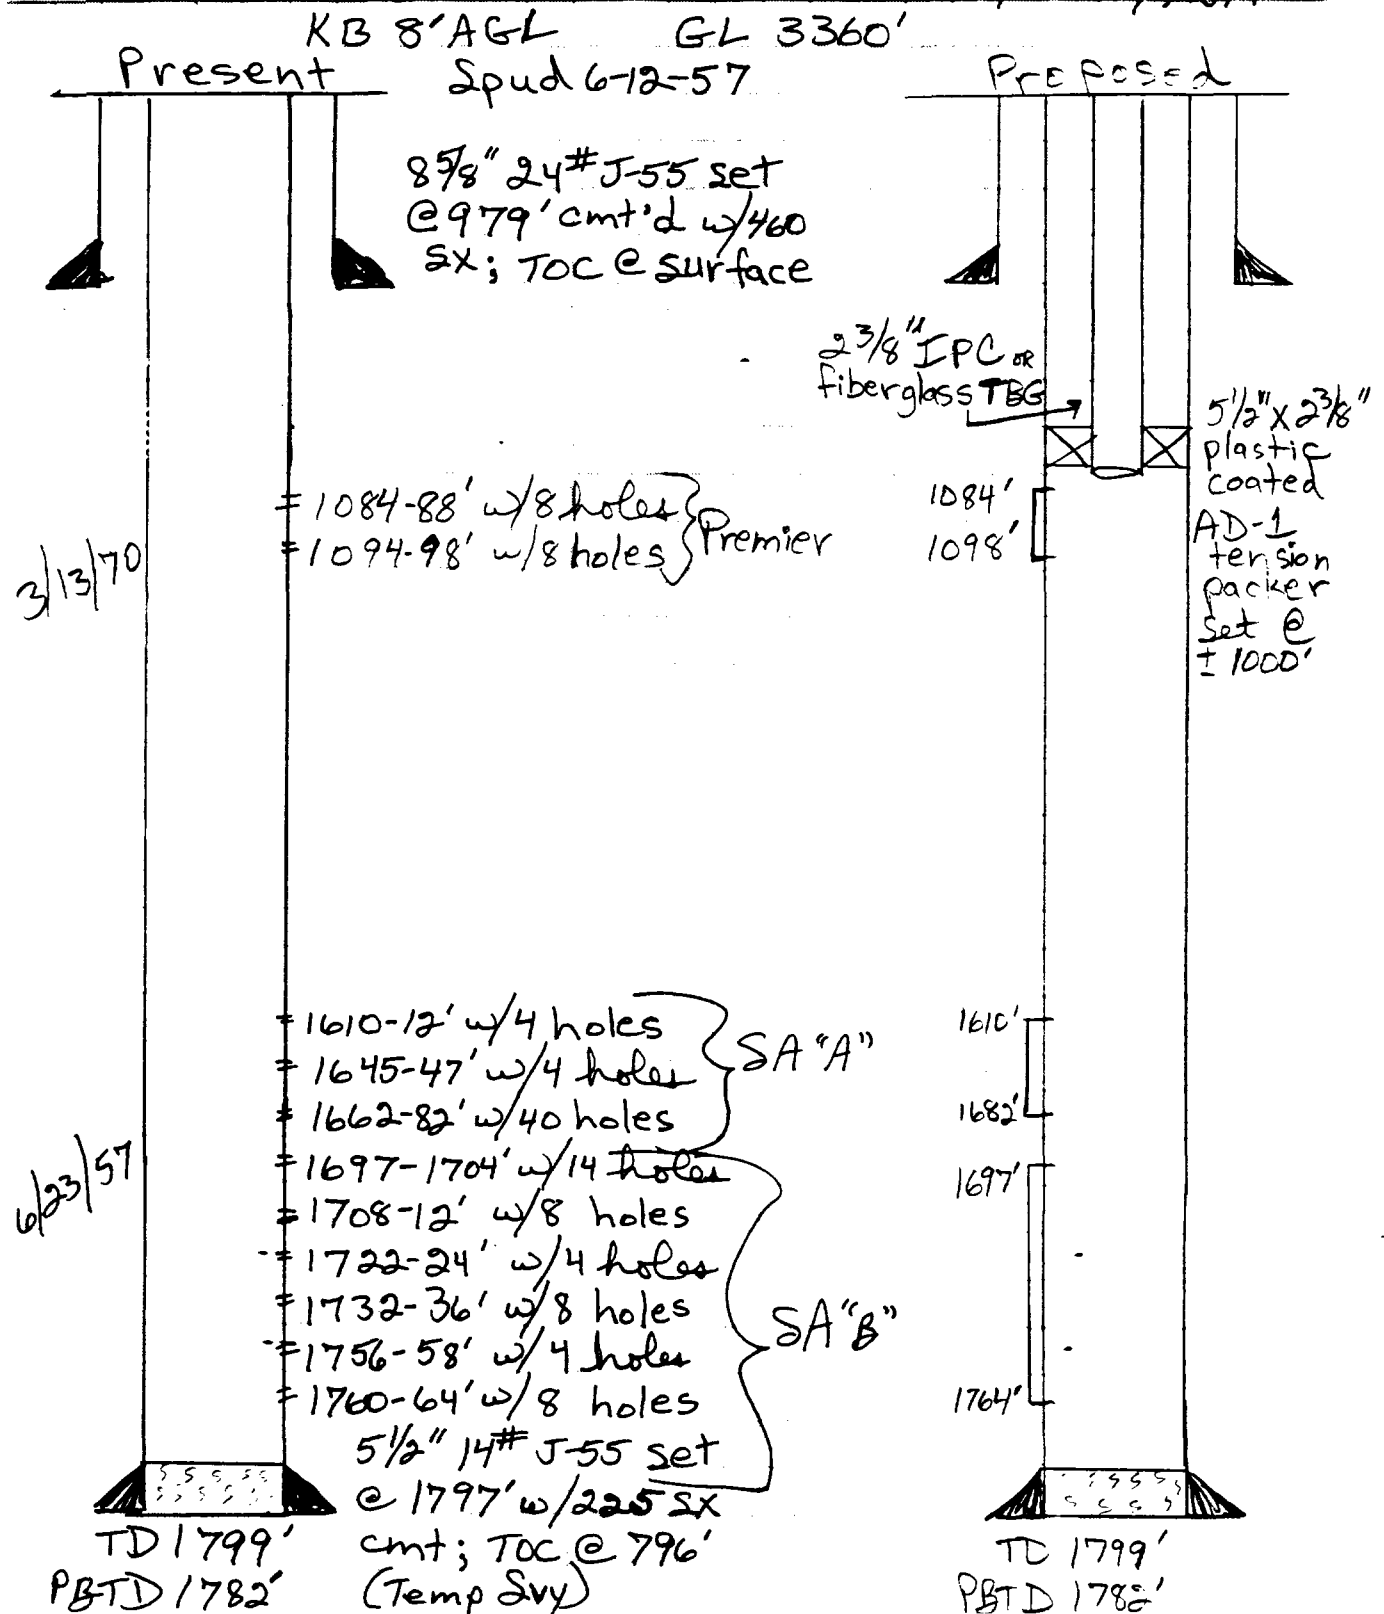 KB 8' AGL GL 3360'
Present
Spud 6-12-57
Proposed
8 5/8" 24# J-55 set
@ 979' cmt'd w/460
sx; TOC @ surface
2 3/8" IPC OR
fiberglass TBG
5 1/2" X 2 3/8"
plastic
coated
AD-1
tension
packer
set @
± 1000'
3/13/70
1084-88' w/8 holes
1094-98' w/8 holes
Premier
1084'
1098'
6/23/57
1610-12' w/4 holes
1645-47' w/4 holes
1662-82' w/40 holes
SA "A"
1697-1704' w/14 holes
1708-12' w/8 holes
1722-24' w/4 holes
1732-36' w/8 holes
1756-58' w/4 holes
1760-64' w/8 holes
SA "B"
1610'
1682'
1697'
1764'
5 1/2" 14# J-55 set
@ 1797' w/225 sx
cmt; TOC @ 796'
(Temp Svy)
TD 1799'
PBTD 1782'
TD 1799'
PBTD 1782'